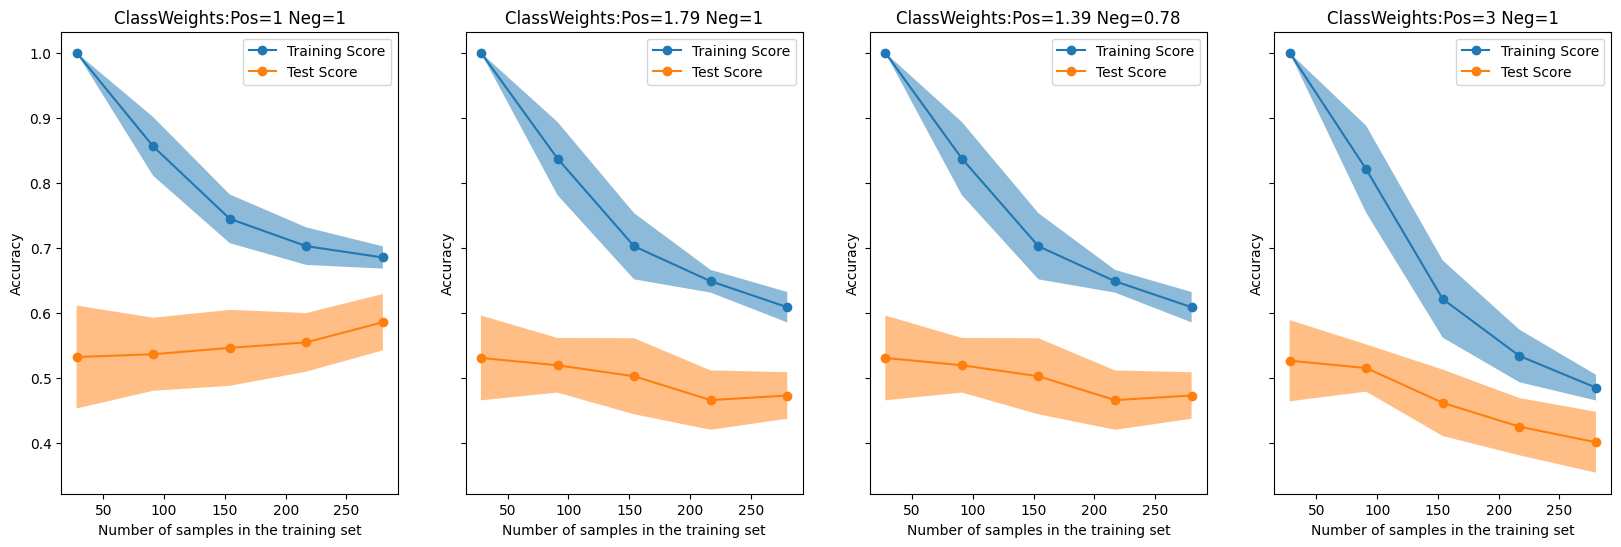 ClassWeights:Pos=1 Neg=1
Training Score
Test Score
1.0
0.9
0.8
0.7
0.6
0.5
0.4
Accuracy
50 100 150 200 250
Number of samples in the training set
ClassWeights:Pos=1.79 Neg=1
Training Score
Test Score
Accuracy
50 100 150 200 250
Number of samples in the training set
ClassWeights:Pos=1.39 Neg=0.78
Training Score
Test Score
Accuracy
50 100 150 200 250
Number of samples in the training set
ClassWeights:Pos=3 Neg=1
Training Score
Test Score
Accuracy
50 100 150 200 250
Number of samples in the training set